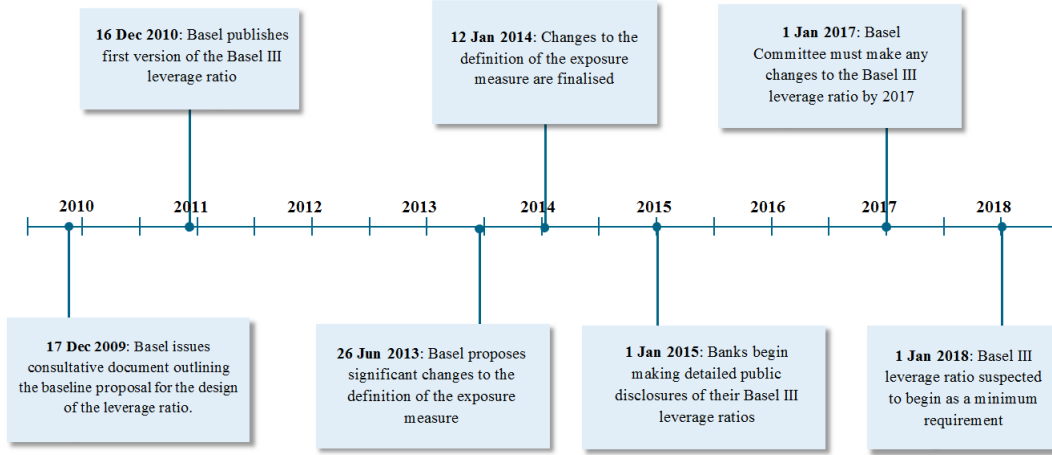 16 Dec 2010: Basel publishes
first version of the Basel III
leverage ratio
12 Jan 2014: Changes to the
definition of the exposure
measure are finalised
1 Jan 2017: Basel
Committee must make any
changes to the Basel III
leverage ratio by 2017
2010 2011 2012 2013 2014 2015 2016 2017 2018
17 Dec 2009: Basel issues
consultative document outlining
the baseline proposal for the design
of the leverage ratio.
26 Jun 2013: Basel proposes
significant changes to the
definition of the exposure
measure
1 Jan 2015: Banks begin
making detailed public
disclosures of their Basel III
leverage ratios
1 Jan 2018: Basel III
leverage ratio suspected
to begin as a minimum
requirement